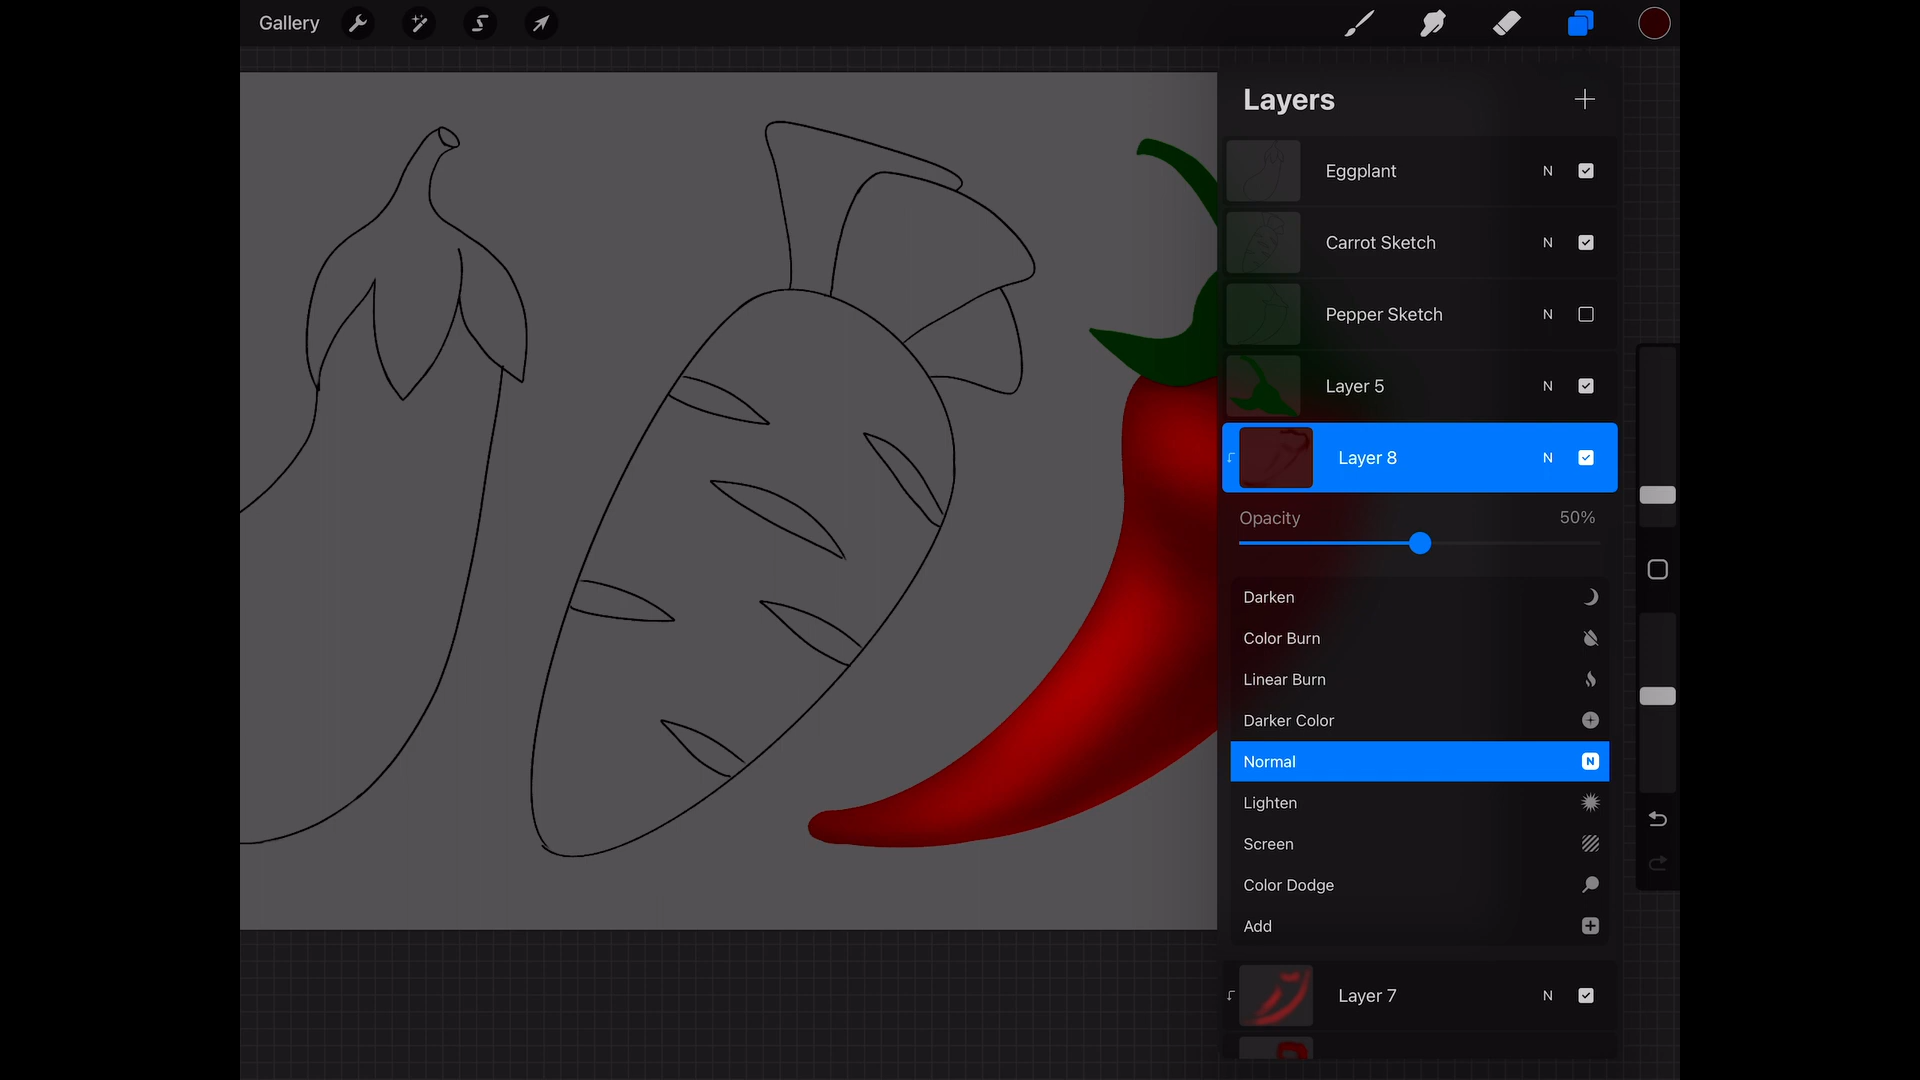 Gallery
Layers
Eggplant N
Carrot Sketch N
Pepper Sketch N
Layer 5 N
Layer 8 N
Opacity 50%
Darken
Color Burn
Linear Burn
Darker Color
Normal N
Lighten
Screen
Color Dodge
Add
Layer 7 N